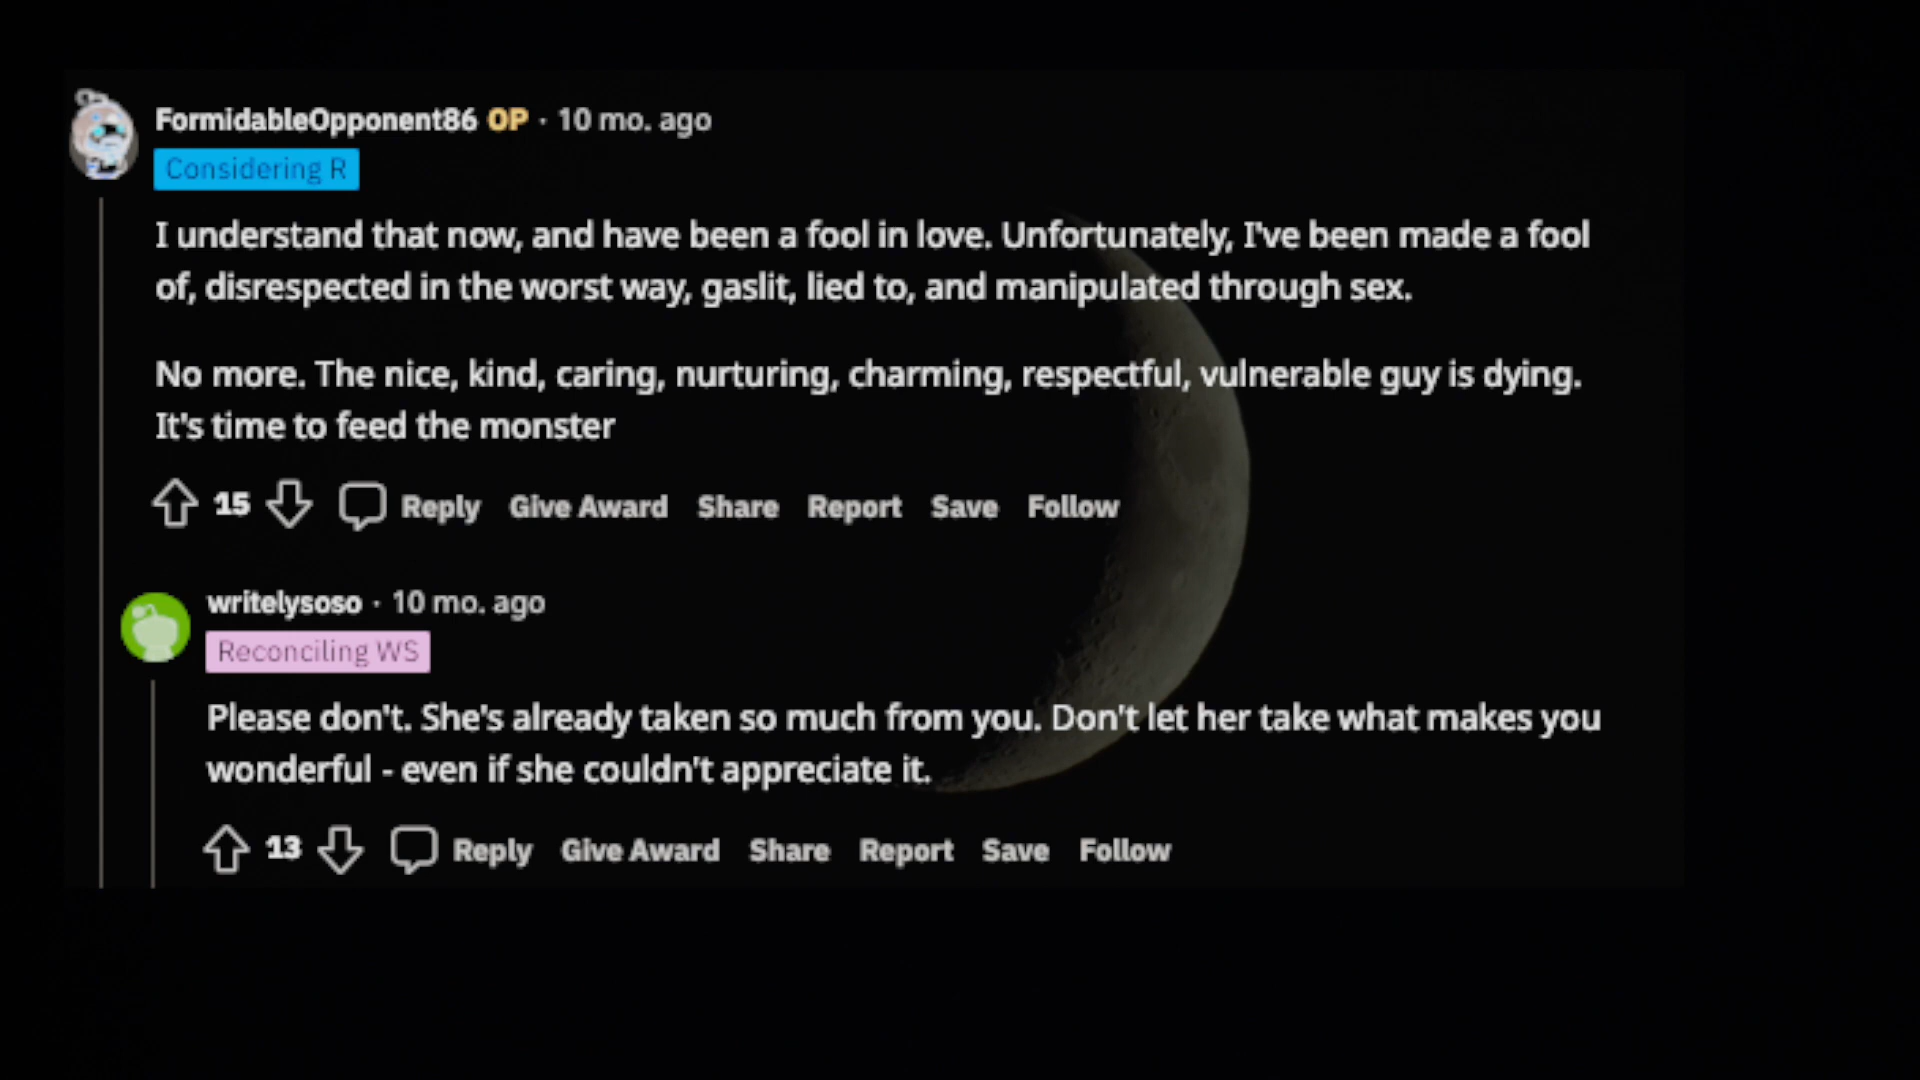 FormidableOpponent86 OP · 10 mo. ago
Considering R
I understand that now, and have been a fool in love. Unfortunately, I've been made a fool
of, disrespected in the worst way, gaslit, lied to, and manipulated through sex.
No more. The nice, kind, caring, nurturing, charming, respectful, vulnerable guy is dying.
It's time to feed the monster
15 Reply Give Award Share Report Save Follow
writelysoso · 10 mo. ago
Reconciling WS
Please don't. She's already taken so much from you. Don't let her take what makes you
wonderful - even if she couldn't appreciate it.
13 Reply Give Award Share Report Save Follow